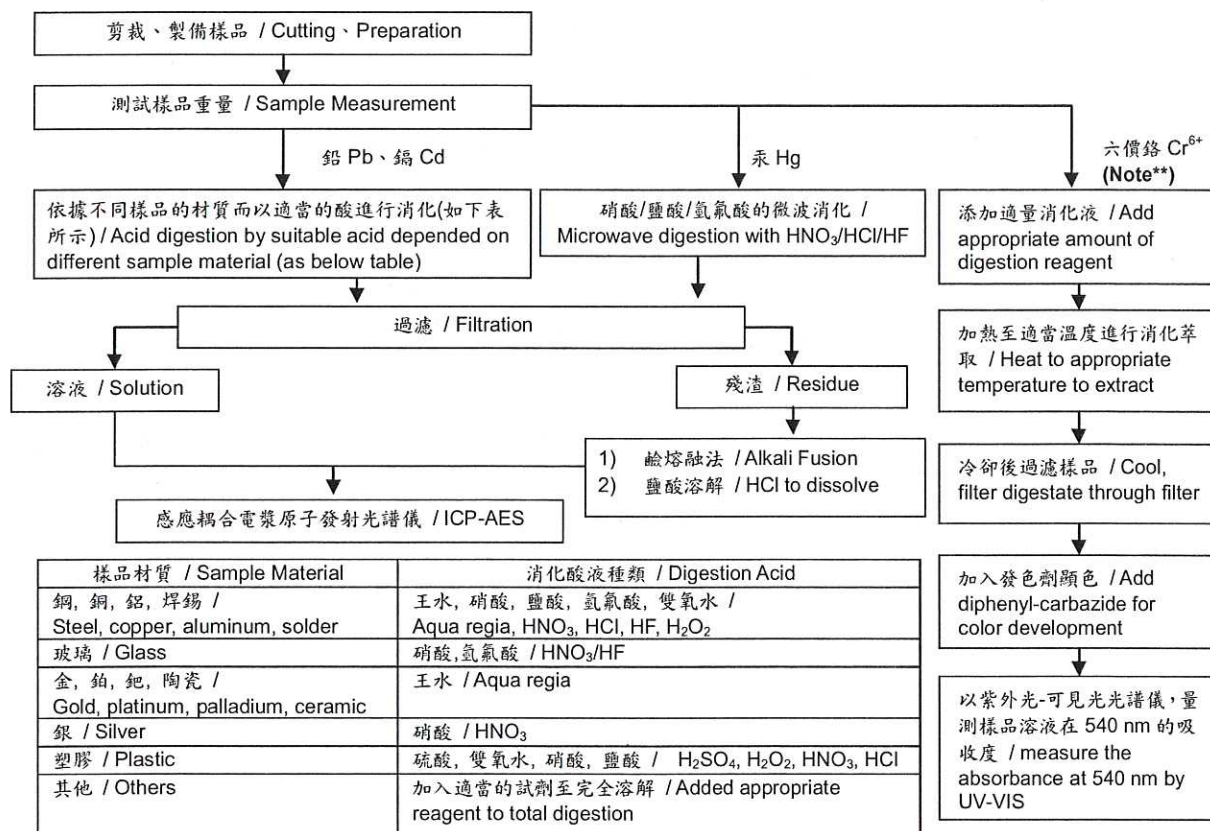 剪裁、製備樣品 / Cutting、Preparation
測試樣品重量 / Sample Measurement
鉛 Pb、鎘 Cd
汞 Hg
六價鉻 Cr⁶⁺
(Note**)
依據不同樣品的材質而以適當的酸進行消化(如下表
所示) / Acid digestion by suitable acid depended on
different sample material (as below table)
硝酸/鹽酸/氫氟酸的微波消化 /
Microwave digestion with HNO₃/HCl/HF
添加適量消化液 / Add
appropriate amount of
digestion reagent
過濾 / Filtration
加熱至適當溫度進行消化萃
取 / Heat to appropriate
temperature to extract
溶液 / Solution
殘渣 / Residue
1) 鹼熔融法 / Alkali Fusion
2) 鹽酸溶解 / HCl to dissolve
冷卻後過濾樣品 / Cool,
filter digestate through filter
感應耦合電漿原子發射光譜儀 / ICP-AES
樣品材質 / Sample Material
消化酸液種類 / Digestion Acid
鋼, 銅, 鋁, 焊錫 /
Steel, copper, aluminum, solder
王水, 硝酸, 鹽酸, 氫氟酸, 雙氧水 /
Aqua regia, HNO₃, HCl, HF, H₂O₂
玻璃 / Glass
硝酸,氫氟酸 / HNO₃/HF
金, 鉑, 鈀, 陶瓷 /
Gold, platinum, palladium, ceramic
王水 / Aqua regia
銀 / Silver
硝酸 / HNO₃
塑膠 / Plastic
硫酸, 雙氧水, 硝酸, 鹽酸 / H₂SO₄, H₂O₂, HNO₃, HCl
其他 / Others
加入適當的試劑至完全溶解 / Added appropriate
reagent to total digestion
加入發色劑顯色 / Add
diphenyl-carbazide for
color development
以紫外光-可見光光譜儀，量
測樣品溶液在 540 nm 的吸
收度 / measure the
absorbance at 540 nm by
UV-VIS